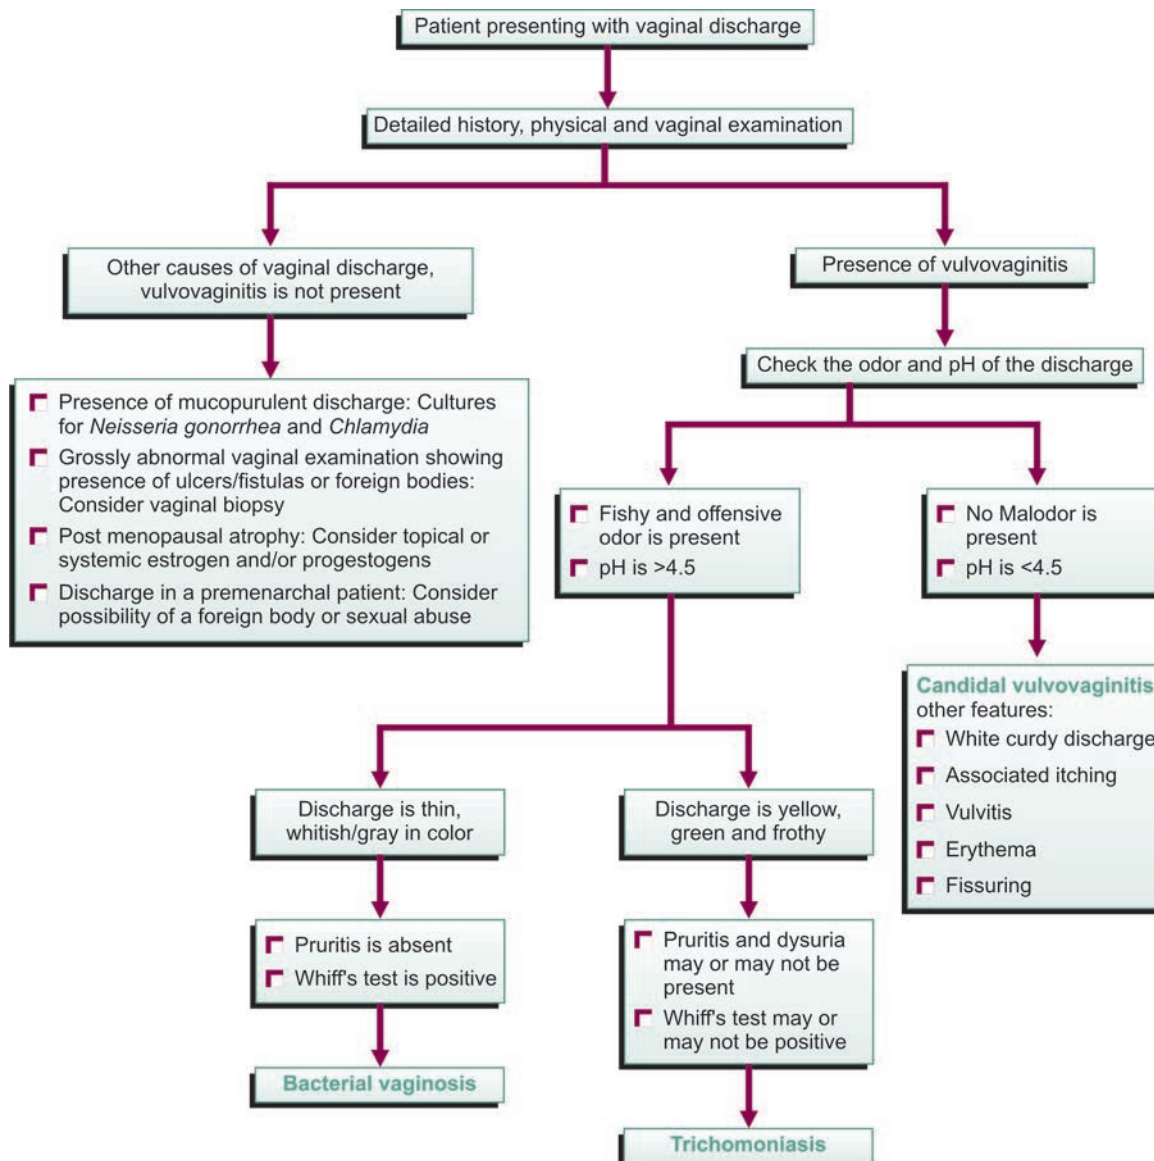 Patient presenting with vaginal discharge
Detailed history, physical and vaginal examination
Other causes of vaginal discharge,
vulvovaginitis is not present
Presence of mucopurulent discharge: Cultures
for Neisseria gonorrhea and Chlamydia
Grossly abnormal vaginal examination showing
presence of ulcers/fistulas or foreign bodies:
Consider vaginal biopsy
Post menopausal atrophy: Consider topical or
systemic estrogen and/or progestogens
Discharge in a premenarchal patient: Consider
possibility of a foreign body or sexual abuse
Presence of vulvovaginitis
Check the odor and pH of the discharge
Fishy and offensive
odor is present
pH is >4.5
No Malodor is
present
pH is <4.5
Discharge is thin,
whitish/gray in color
Pruritis is absent
Whiff's test is positive
Bacterial vaginosis
Discharge is yellow,
green and frothy
Pruritis and dysuria
may or may not be
present
Whiff's test may or
may not be positive
Trichomoniasis
Candidal vulvovaginitis
other features:
White curdy discharge
Associated itching
Vulvitis
Erythema
Fissuring